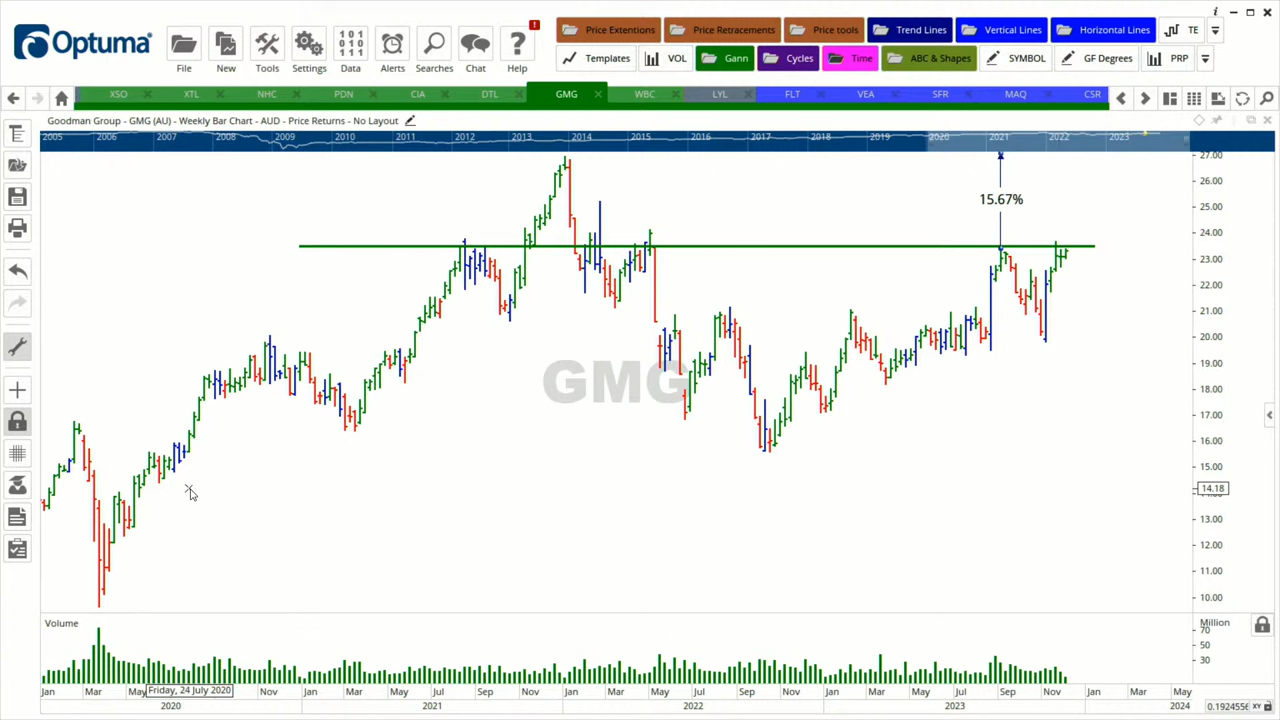 Optuma
File
New
Tools
Settings
101
010
101
Data
Alerts
Searches
Chat
!
?
Help
Price Extentions
Price Retracements
Price tools
Trend Lines
Vertical Lines
Horizontal Lines
TE
Templates
VOL
Gann
Cycles
Time
ABC & Shapes
SYMBOL
GF Degrees
PRP
XSO
XTL
NHC
PDN
CIA
DTL
GMG
WBC
LYL
FLT
VEA
SFR
MAQ
CSR
Goodman Group - GMG (AU) - Weekly Bar Chart - AUD - Price Returns - No Layout
2005 2006 2007 2008 2009 2011 2012 2013 2014 2015 2016 2017 2018 2019 2020 2021 2022 2023
27.00
26.00
25.00
24.00
23.00
22.00
21.00
20.00
19.00
18.00
17.00
16.00
15.00
14.18
13.00
12.00
11.00
10.00
15.67%
GMG
Volume
Million
70
50
30
Jan Mar May Friday, 24 July 2020 Nov Jan Mar May Jul Sep Nov Jan Mar May Jul Sep Nov Jan Mar May Jul Sep Nov Jan Mar May
2020 2021 2022 2023 2024
0.1924556 XY